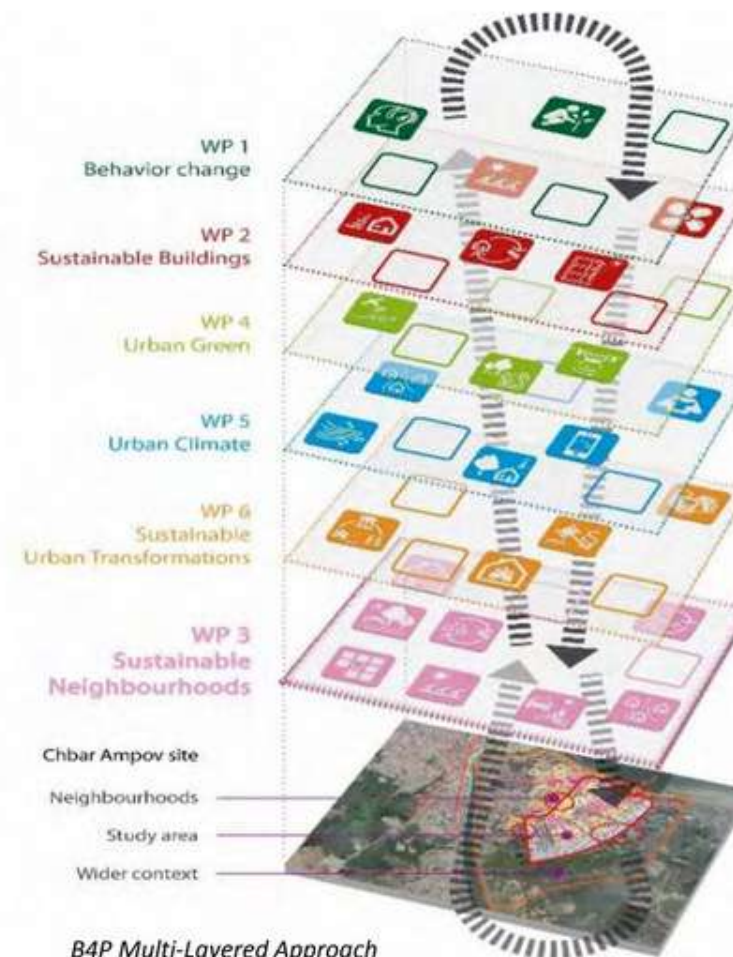 WP 1
Behavior change
WP 2
Sustainable Buildings
WP 4
Urban Green
WP 5
Urban Climate
WP 6
Sustainable
Urban Transformations
WP 3
Sustainable
Neighbourhoods
Chbar Ampov site
Neighbourhoods
Study area
Wider context
B4P Multi-Layered Approach